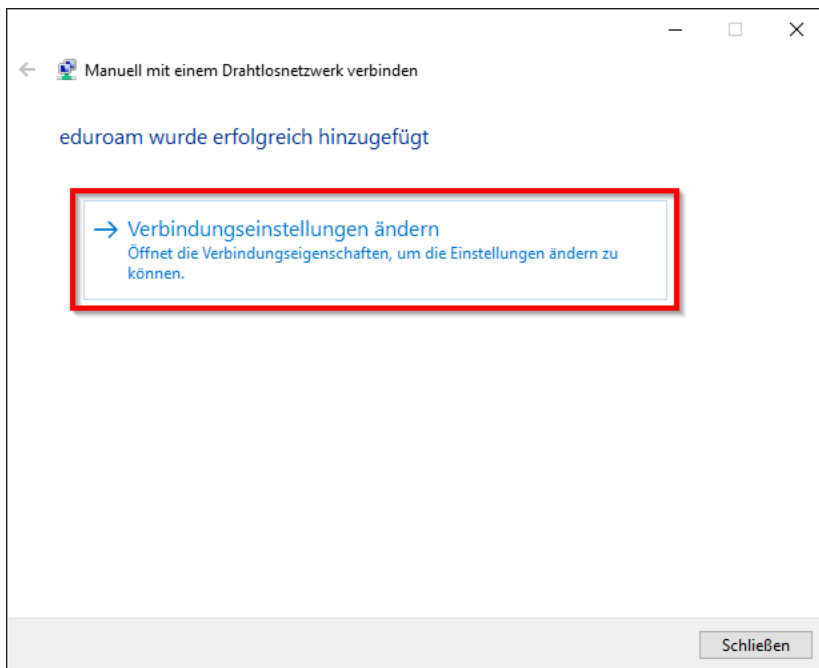 Manuell mit einem Drahtlosnetzwerk verbinden
eduroam wurde erfolgreich hinzugefügt
Verbindungseinstellungen ändern
Öffnet die Verbindungseigenschaften, um die Einstellungen ändern zu
können.
Schließen